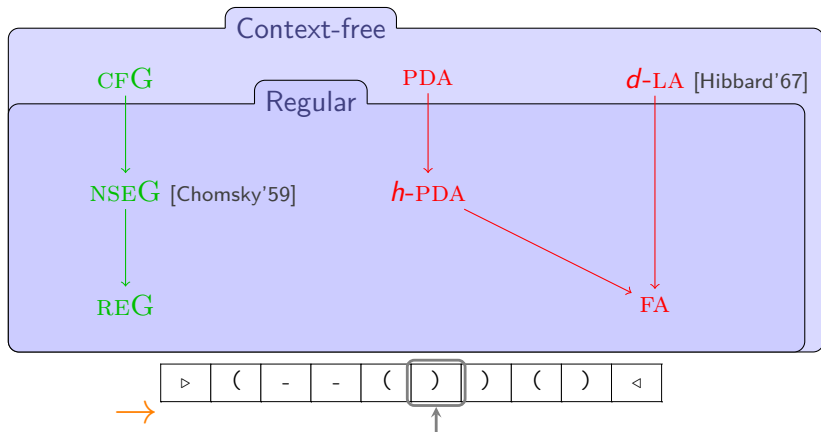 Context-free
CFG PDA d-LA [Hibbard'67]
Regular
NSEG [Chomsky'59] h-PDA
REG FA
▹ ( - - ( ) ) ( ) ◃